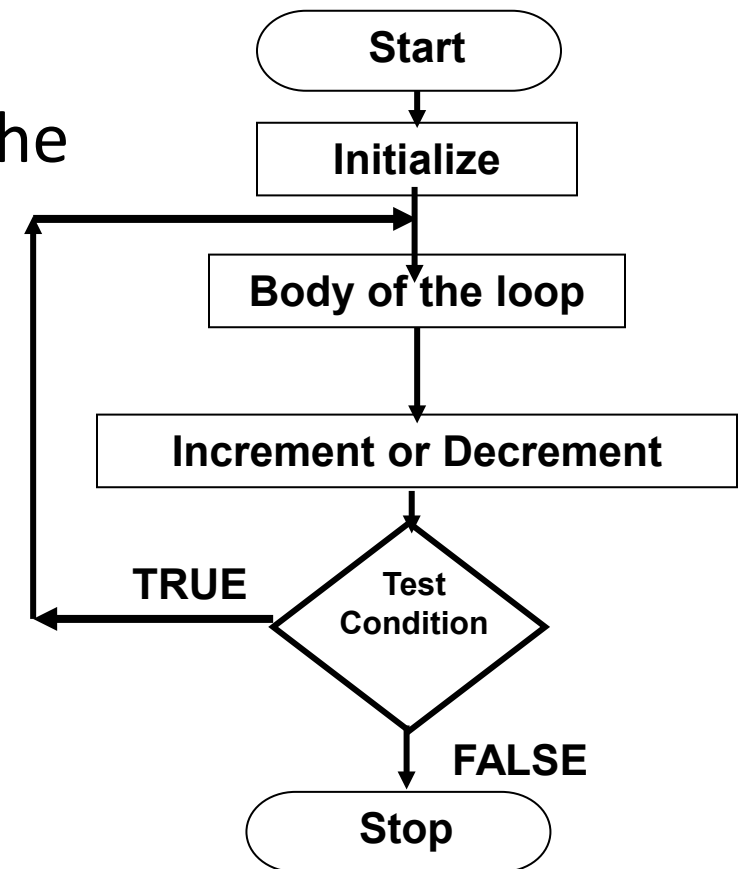 Start
he
Initialize
Body of the loop
Increment or Decrement
TRUE
Test
Condition
FALSE
Stop